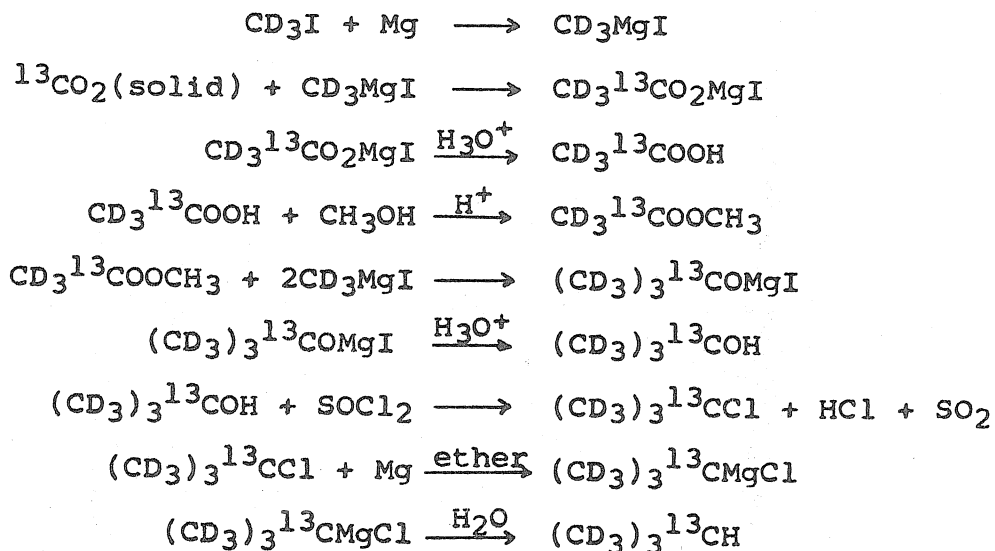 CD₃I + Mg ⟶ CD₃MgI
¹³CO₂(solid) + CD₃MgI ⟶ CD₃¹³CO₂MgI
CD₃¹³CO₂MgI H₃O⁺⟶ CD₃¹³COOH
CD₃¹³COOH + CH₃OH H⁺⟶ CD₃¹³COOCH₃
CD₃¹³COOCH₃ + 2CD₃MgI ⟶ (CD₃)₃¹³COMgI
(CD₃)₃¹³COMgI H₃O⁺⟶ (CD₃)₃¹³COH
(CD₃)₃¹³COH + SOCl₂ ⟶ (CD₃)₃¹³CCl + HCl + SO₂
(CD₃)₃¹³CCl + Mg ether⟶ (CD₃)₃¹³CMgCl
(CD₃)₃¹³CMgCl H₂O⟶ (CD₃)₃¹³CH